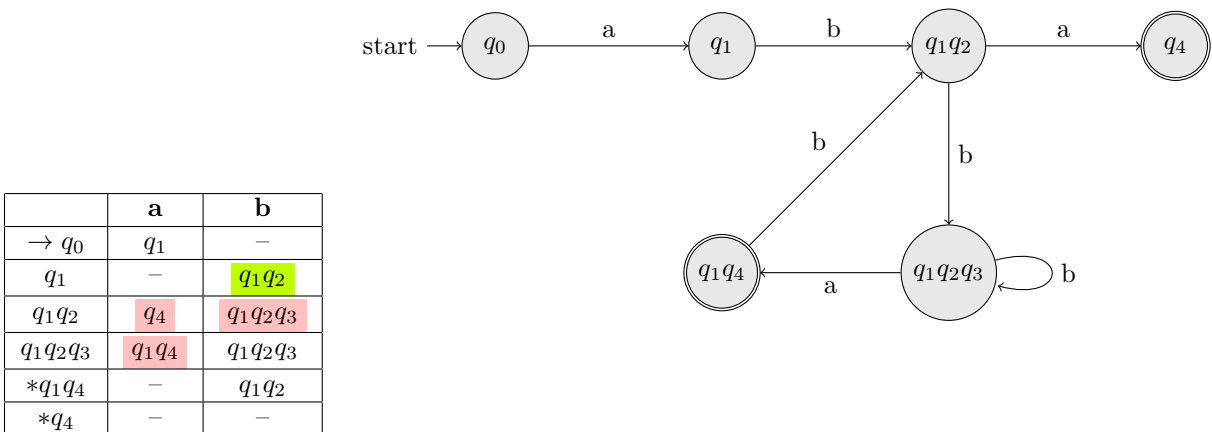 start q₀ a q₁ b q₁q₂ a q₄
b b
q₁q₄ a q₁q₂q₃ b
a b
→ q₀ q₁ –
q₁ – q₁q₂
q₁q₂ q₄ q₁q₂q₃
q₁q₂q₃ q₁q₄ q₁q₂q₃
*q₁q₄ – q₁q₂
*q₄ – –